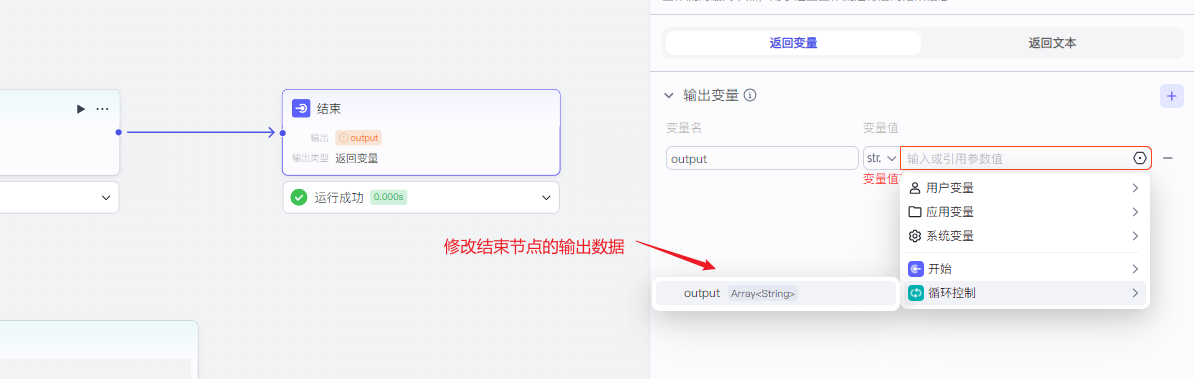 返回变量 返回文本
输出变量
变量名 变量值
output str. 输入或引用参数值
变量值
用户变量
应用变量
系统变量
开始
循环控制
output Array<String>
结束
输出 output
输出类型 返回变量
运行成功 0.000s
修改结束节点的输出数据